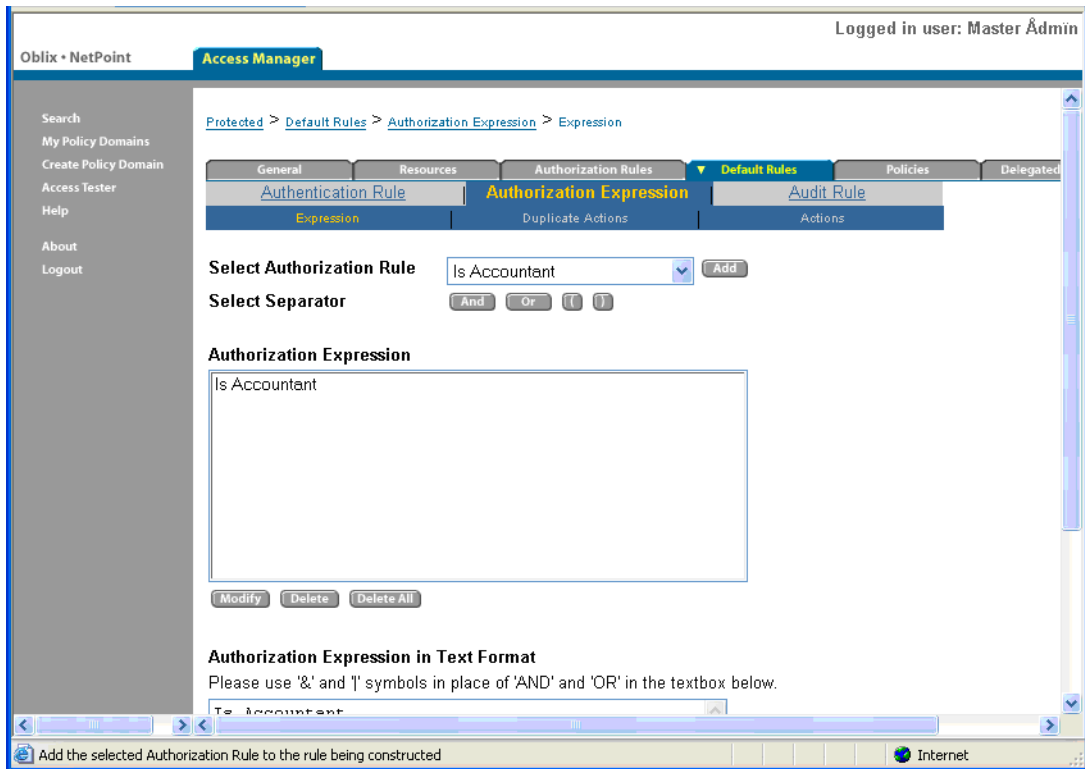 Logged in user: Master Ådmïn
Oblix • NetPoint
Access Manager
Search
My Policy Domains
Create Policy Domain
Access Tester
Help
About
Logout
Protected > Default Rules > Authorization Expression > Expression
General Resources Authorization Rules ▼ Default Rules Policies Delegated
Authentication Rule | Authorization Expression | Audit Rule
Expression Duplicate Actions Actions
Select Authorization Rule Is Accountant Add
Select Separator And Or ( )
Authorization Expression
Is Accountant
Modify Delete Delete All
Authorization Expression in Text Format
Please use '&' and '|' symbols in place of 'AND' and 'OR' in the textbox below.
Is Accountant
Add the selected Authorization Rule to the rule being constructed Internet